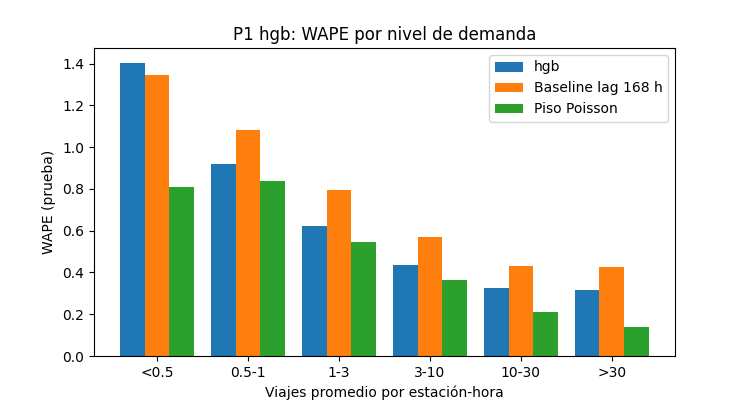 P1 hgb: WAPE por nivel de demanda
hgb
Baseline lag 168 h
Piso Poisson
WAPE (prueba)
1.4
1.2
1.0
0.8
0.6
0.4
0.2
0.0
<0.5 0.5-1 1-3 3-10 10-30 >30
Viajes promedio por estación-hora